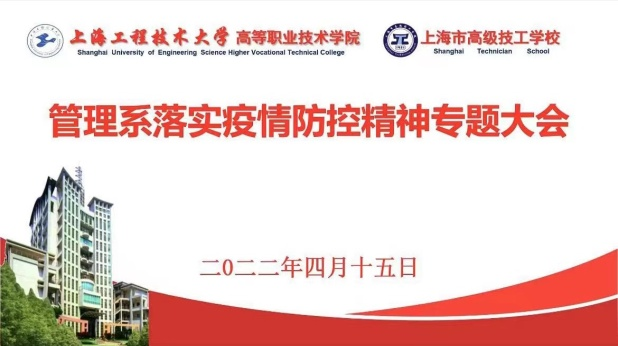 上海工程技术大学 高等职业技术学院
Shanghai University of Engineering Science Higher Vocational Technical College
上海市高级技工学校
Shanghai Technician School
管理系落实疫情防控精神专题大会
二0二二年四月十五日